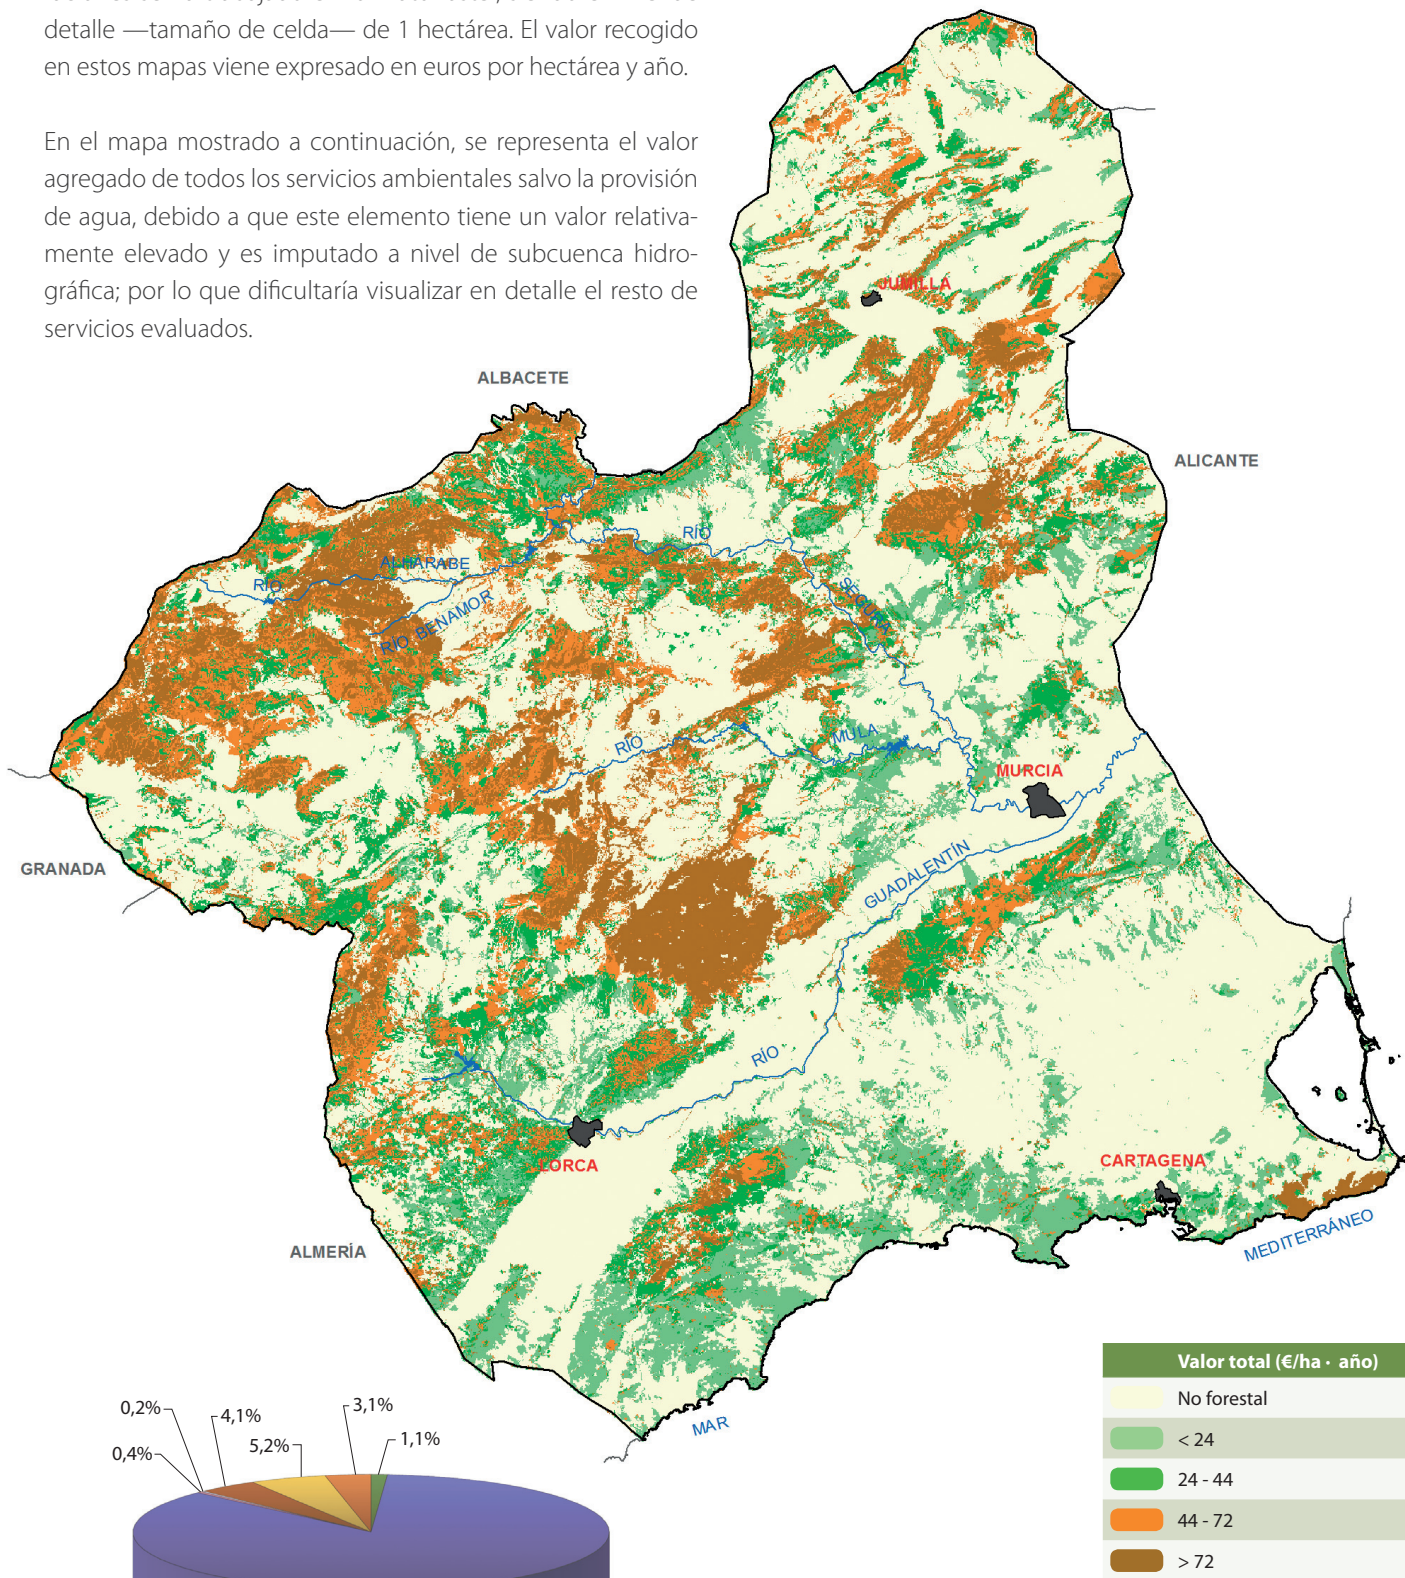 detalle —tamaño de celda— de 1 hectárea. El valor recogido
en estos mapas viene expresado en euros por hectárea y año.
En el mapa mostrado a continuación, se representa el valor
agregado de todos los servicios ambientales salvo la provisión
de agua, debido a que este elemento tiene un valor relativa-
mente elevado y es imputado a nivel de subcuenca hidro-
gráfica; por lo que dificultaría visualizar en detalle el resto de
servicios evaluados.
JUMILLA
ALBACETE
ALICANTE
RÍO
ALHÁRABE
RÍO
SEGURA
RÍO BENAMOR
RÍO
MULA
MURCIA
GRANADA
GUADALENTÍN
RÍO
LORCA
CARTAGENA
ALMERÍA
MAR
MEDITERRÁNEO
Valor total (€/ha · año)
No forestal
< 24
24 - 44
44 - 72
> 72
0,2%
4,1%
3,1%
0,4%
5,2%
1,1%